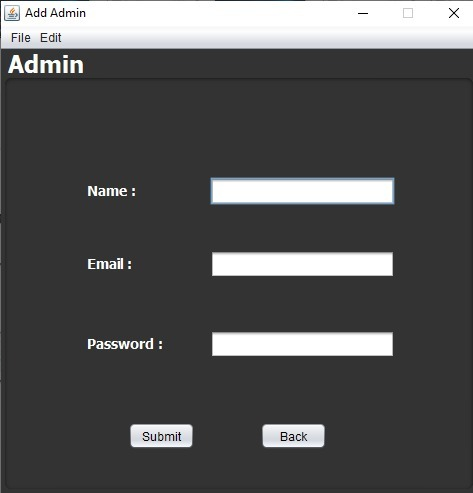 Add Admin
File Edit
Admin
Name :
Email :
Password :
Submit Back